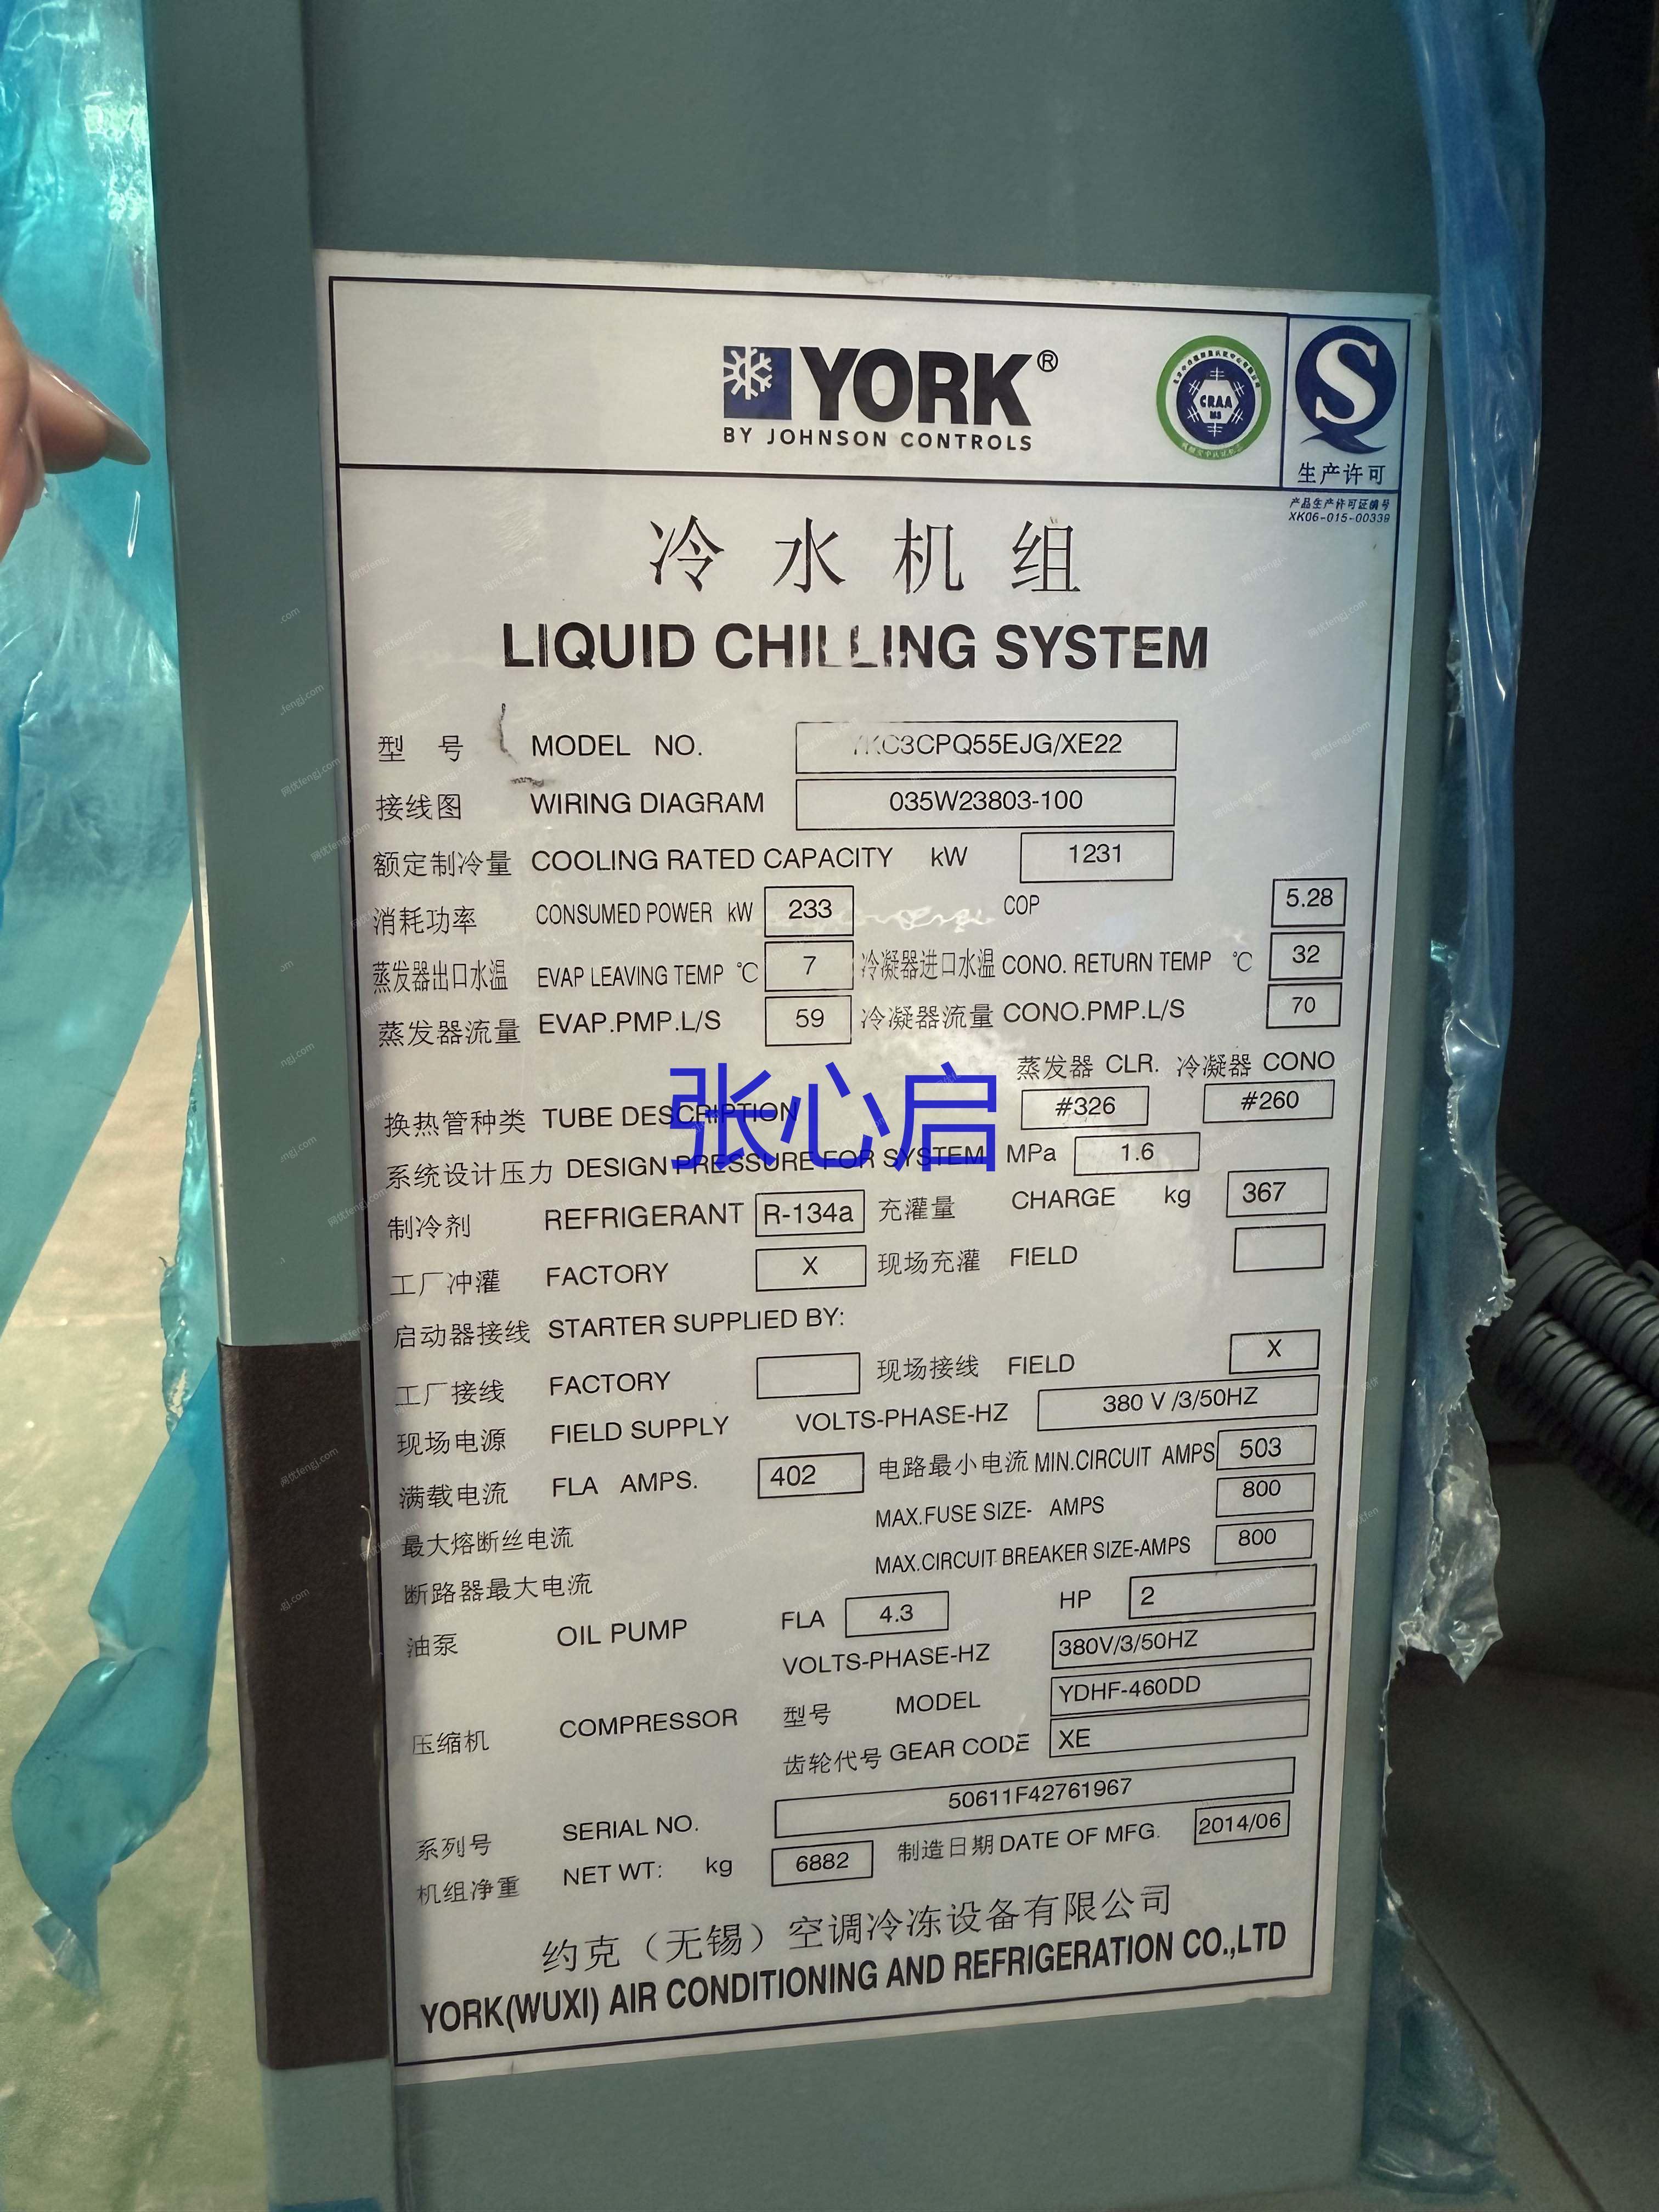 YORK®
BY JOHNSON CONTROLS
CRAA
生产许可
产品生产许可证编号
XK06-015-00339
冷水机组
LIQUID CHILLING SYSTEM
型 号 MODEL NO. YKC3CPQ55EJG/XE22
接线图 WIRING DIAGRAM 035W23803-100
额定制冷量 COOLING RATED CAPACITY kW 1231
消耗功率 CONSUMED POWER kW 233 COP 5.28
蒸发器出口水温 EVAP LEAVING TEMP ℃ 7 冷凝器进口水温 CONO. RETURN TEMP ℃ 32
蒸发器流量 EVAP.PMP.L/S 59 冷凝器流量 CONO.PMP.L/S 70
蒸发器 CLR. 冷凝器 CONO
换热管种类 TUBE DESCRIPTION #326 #260
张心启
系统设计压力 DESIGN PRESSURE FOR SYSTEM MPa 1.6
制冷剂 REFRIGERANT R-134a 充灌量 CHARGE kg 367
工厂冲灌 FACTORY X 现场充灌 FIELD
启动器接线 STARTER SUPPLIED BY:
工厂接线 FACTORY 现场接线 FIELD X
现场电源 FIELD SUPPLY VOLTS-PHASE-HZ 380 V /3/50HZ
满载电流 FLA AMPS. 402 电路最小电流 MIN.CIRCUIT AMPS 503
最大熔断丝电流 MAX.FUSE SIZE- AMPS 800
断路器最大电流 MAX.CIRCUIT BREAKER SIZE-AMPS 800
油泵 OIL PUMP FLA 4.3 HP 2
VOLTS-PHASE-HZ 380V/3/50HZ
压缩机 COMPRESSOR 型号 MODEL YDHF-460DD
齿轮代号 GEAR CODE XE
系列号 SERIAL NO. 50611F42761967
机组净重 NET WT: kg 6882 制造日期 DATE OF MFG. 2014/06
约克（无锡）空调冷冻设备有限公司
YORK(WUXI) AIR CONDITIONING AND REFRIGERATION CO.,LTD